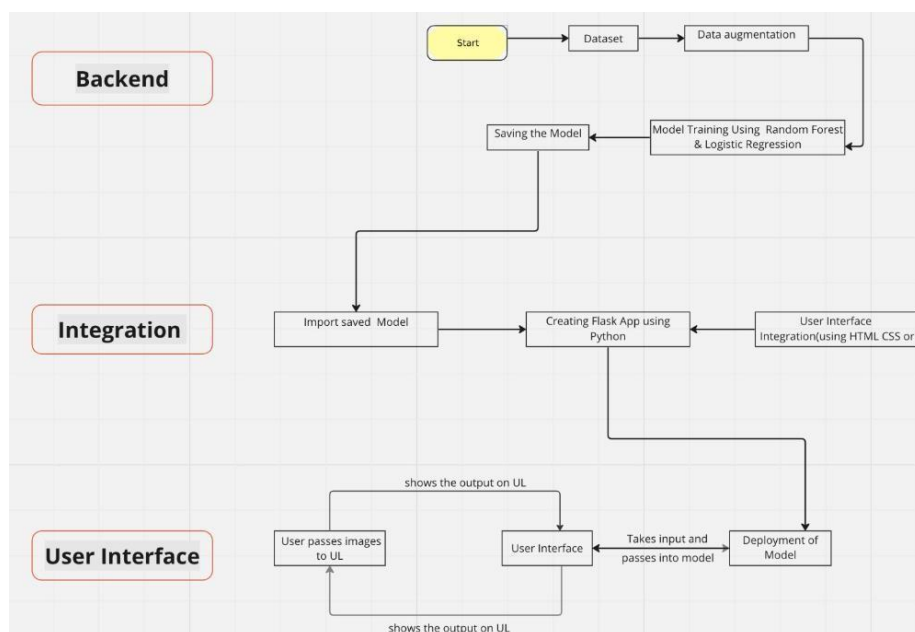 Start
Dataset
Data augmentation
Backend
Saving the Model
Model Training Using Random Forest
& Logistic Regression
Integration
Import saved Model
Creating Flask App using
Python
User Interface
Integration(using HTML CSS or
shows the output on UL
User Interface
User passes images
to UL
User Interface
Takes input and
passes into model
Deployment of
Model
shows the output on UL